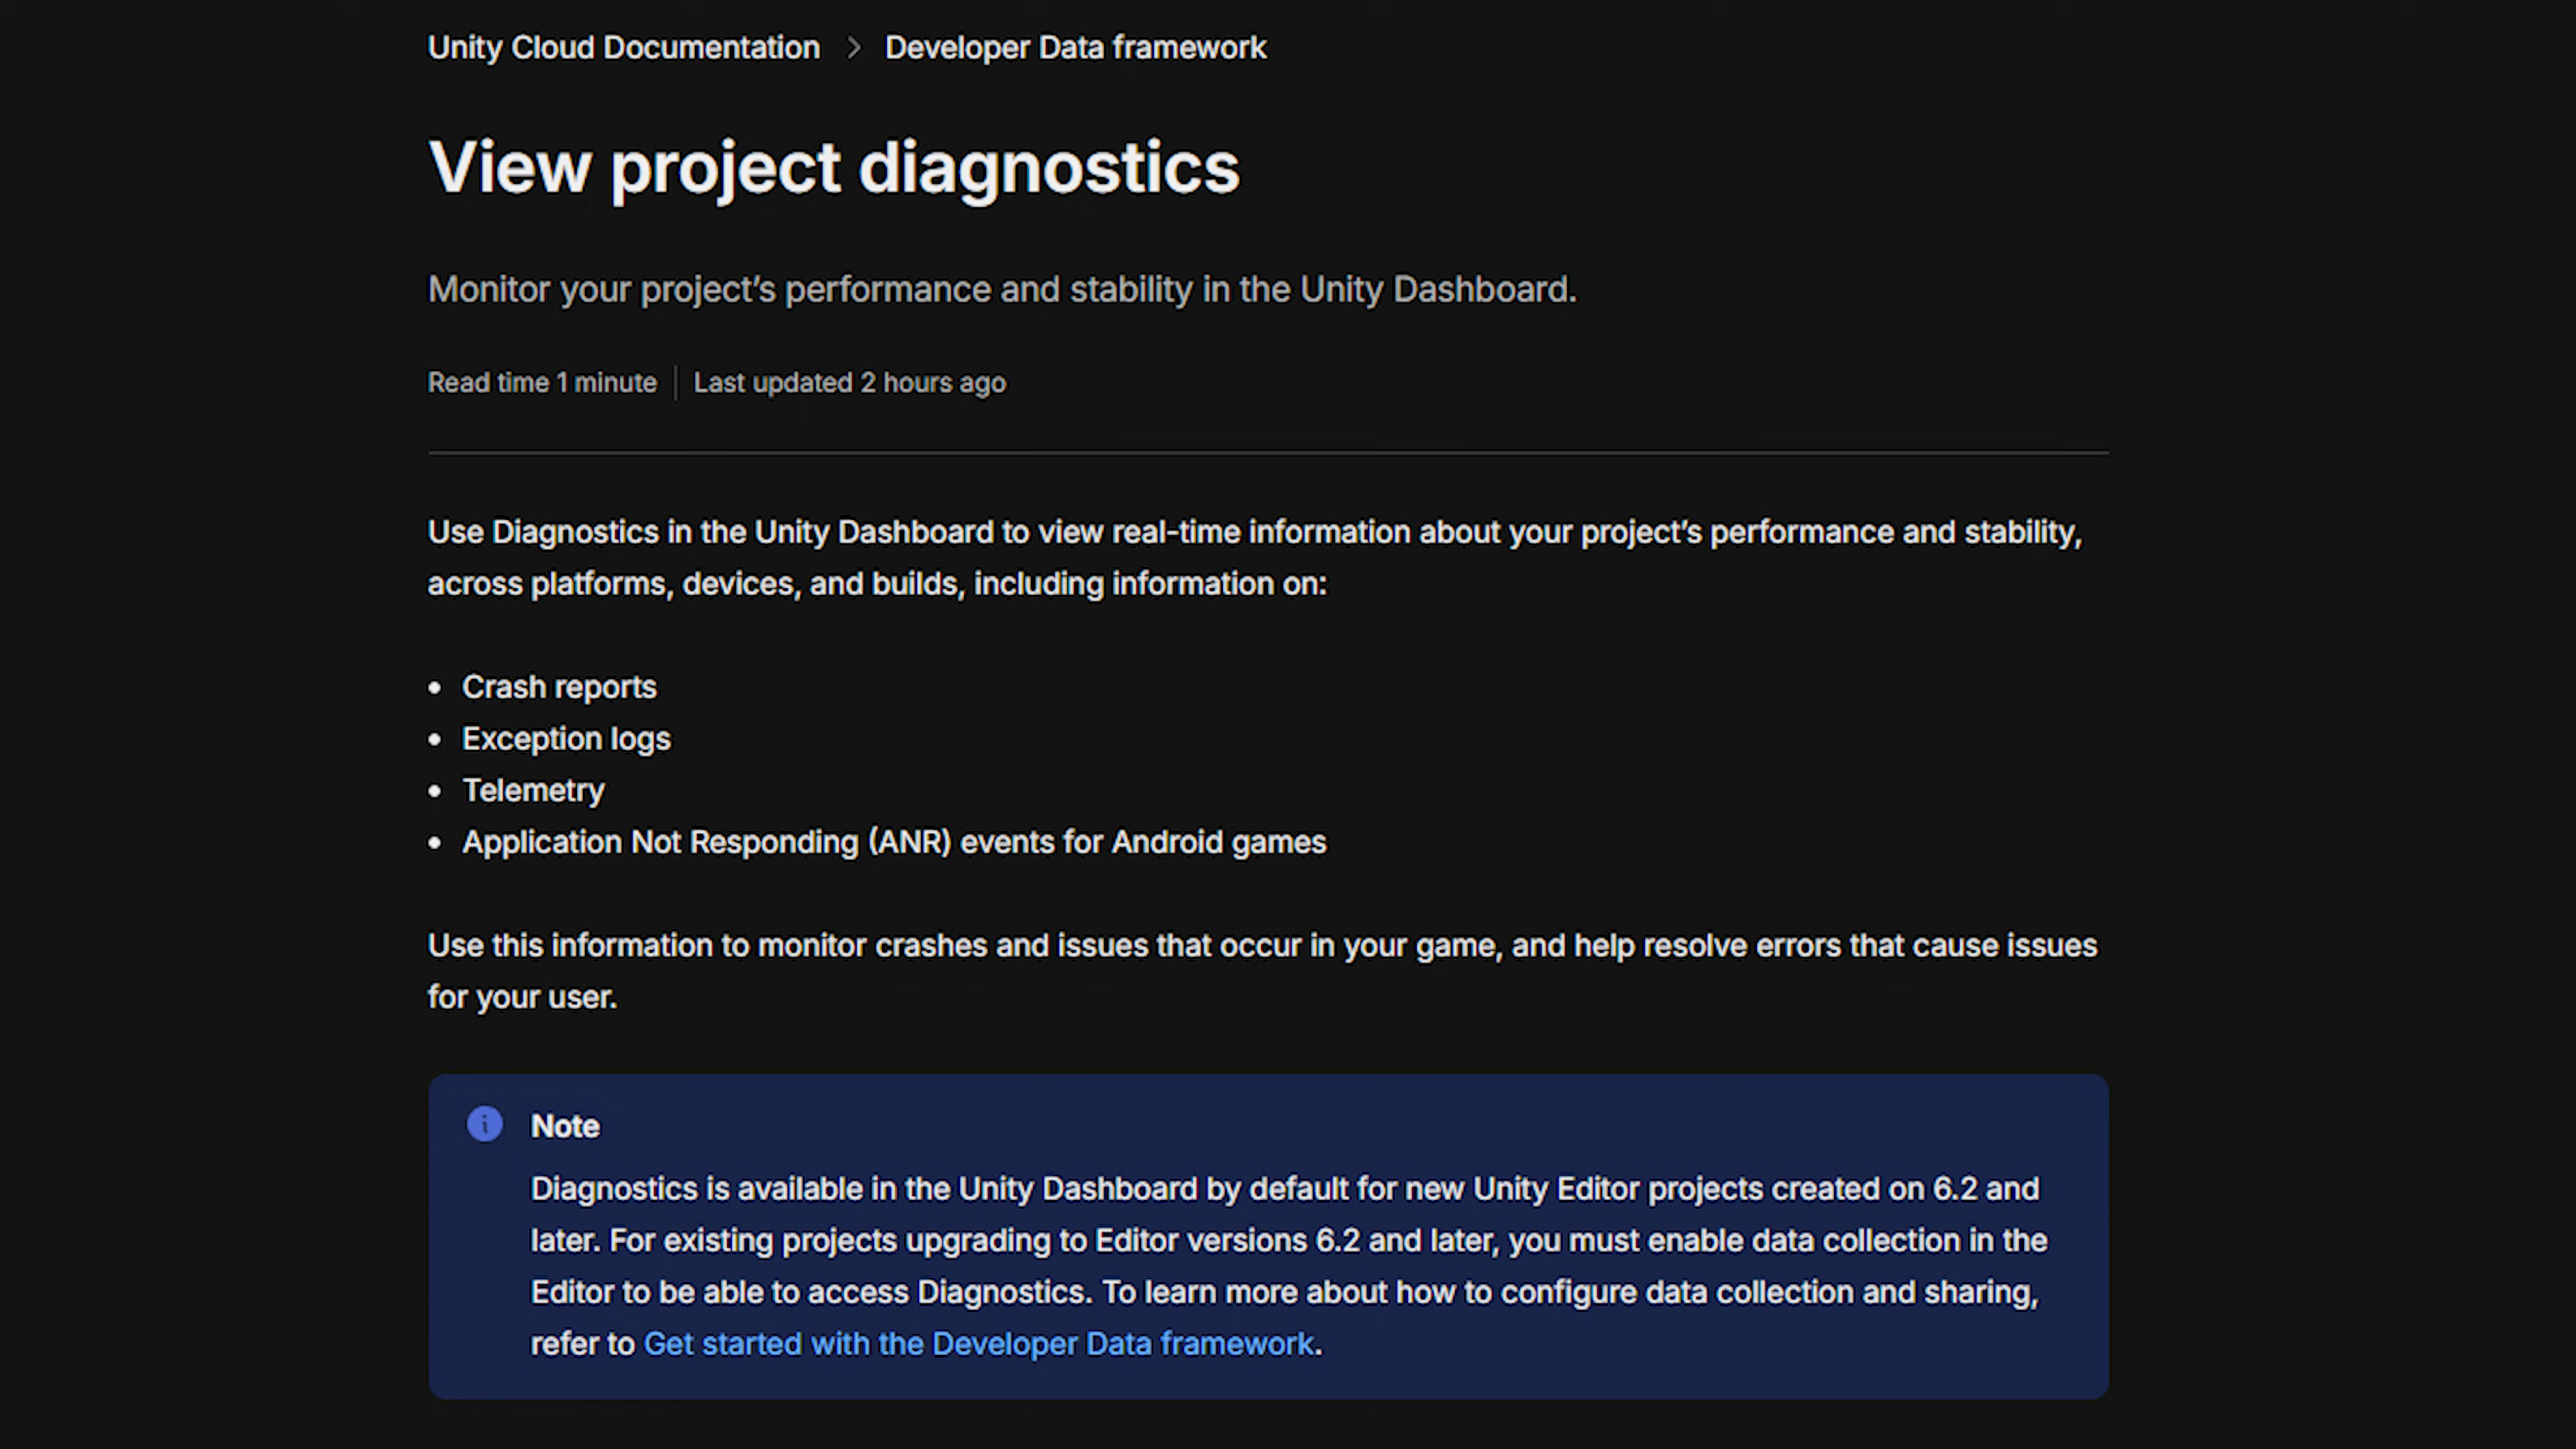 Unity Cloud Documentation > Developer Data framework
View project diagnostics
Monitor your project’s performance and stability in the Unity Dashboard.
Read time 1 minute | Last updated 2 hours ago
Use Diagnostics in the Unity Dashboard to view real-time information about your project’s performance and stability,
across platforms, devices, and builds, including information on:
• Crash reports
• Exception logs
• Telemetry
• Application Not Responding (ANR) events for Android games
Use this information to monitor crashes and issues that occur in your game, and help resolve errors that cause issues
for your user.
Note
Diagnostics is available in the Unity Dashboard by default for new Unity Editor projects created on 6.2 and
later. For existing projects upgrading to Editor versions 6.2 and later, you must enable data collection in the
Editor to be able to access Diagnostics. To learn more about how to configure data collection and sharing,
refer to Get started with the Developer Data framework.